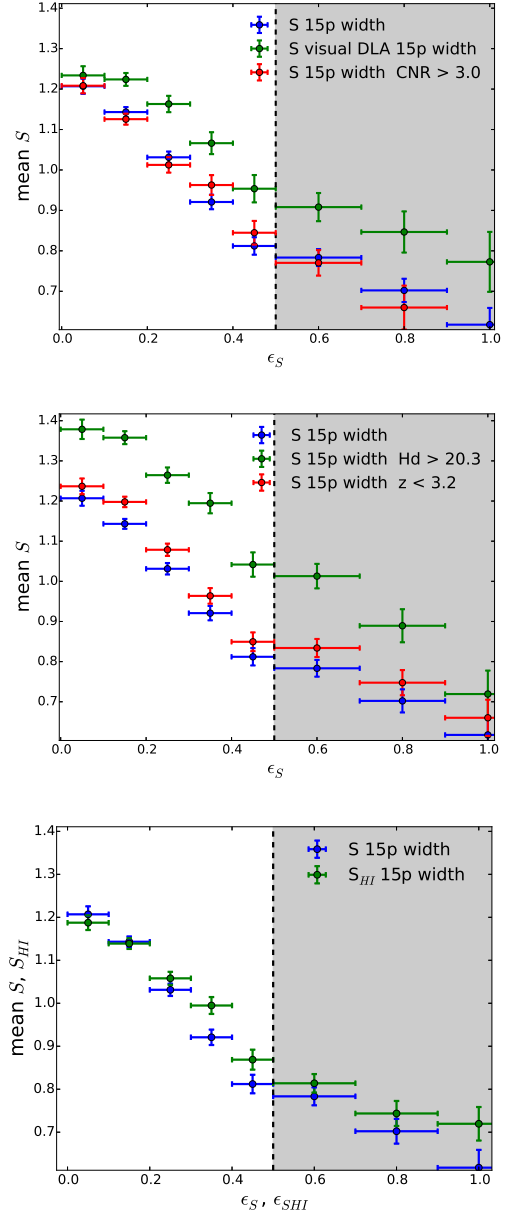 1.4
1.3
1.2
1.1
1.0
0.9
0.8
0.7
mean S
S 15p width
S visual DLA 15p width
S 15p width CNR > 3.0
0.0 0.2 0.4 0.6 0.8 1.0
ϵ_S
1.4
1.3
1.2
1.1
1.0
0.9
0.8
0.7
mean S
S 15p width
S 15p width Hd > 20.3
S 15p width z < 3.2
0.0 0.2 0.4 0.6 0.8 1.0
ϵ_S
1.4
1.3
1.2
1.1
1.0
0.9
0.8
0.7
mean S, S_HI
S 15p width
S_HI 15p width
0.0 0.2 0.4 0.6 0.8 1.0
ϵ_S, ϵ_SHI